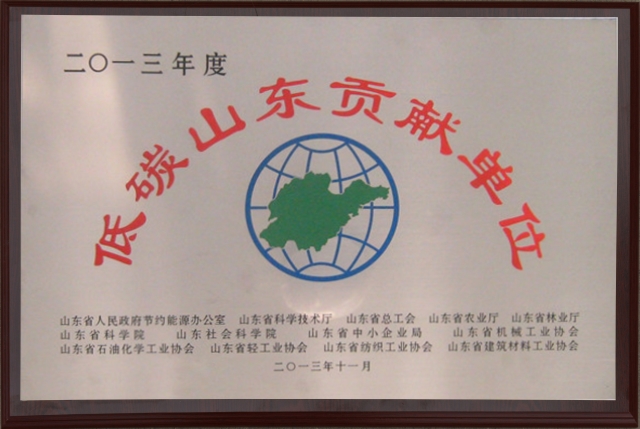 二〇一三年度
低碳山东贡献单位
山东省人民政府节约能源办公室 山东省科学技术厅 山东省总工会 山东省农业厅 山东省林业厅
山东省科学院 山东社会科学院 山东省中小企业局 山东省机械工业协会
山东省石油化学工业协会 山东省轻工业协会 山东省纺织工业协会 山东省建筑材料工业协会
二〇一三年十一月